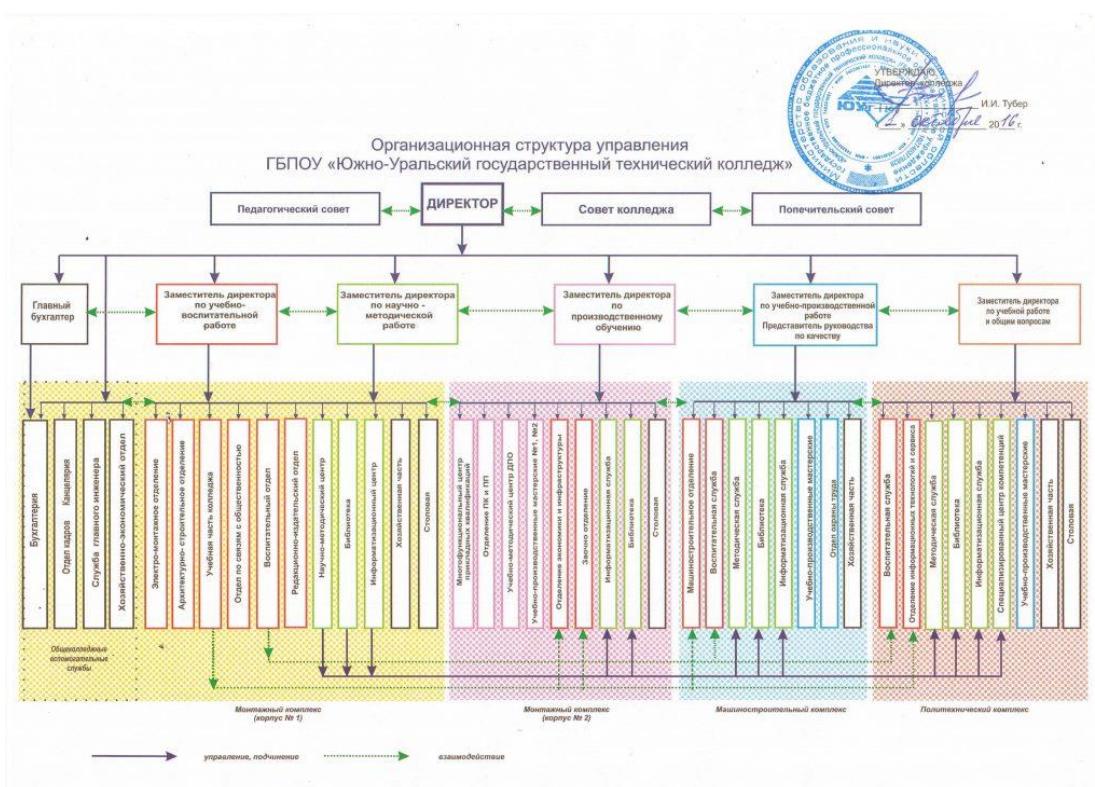 УТВЕРЖДАЮ
Директор колледжа
И.И. Тубер
« 1 » октября 2016 г.
Организационная структура управления
ГБПОУ «Южно-Уральский государственный технический колледж»
Педагогический совет
ДИРЕКТОР
Совет колледжа
Попечительский совет
Главный
бухгалтер
Заместитель директора
по учебно-
воспитательной
работе
Заместитель директора
по научно -
методической
работе
Заместитель директора
по
производственному
обучению
Заместитель директора
по учебно-производственной
работе
Представитель руководства
по качеству
Заместитель директора
по учебной работе
и общим вопросам
Бухгалтерия
Отдел кадров Канцелярия
Служба главного инженера
Хозяйственно-экономический отдел
Электро-монтажное отделение
Архитектурно- строительное отделение
Учебная часть колледжа
Отдел по связям с общественностью
Воспитательный отдел
Редакционно-издательский отдел
Научно-методический центр
Библиотека
Информатизационный центр
Хозяйственная часть
Столовая
Многофункциональный центр
прикладных квалификаций
Отделение ПК и ПП
Учебно-методический центр ДПО
Учебно-производственные мастерские №1, №2
Отделение экономики и инфраструктуры
Заочно отделение
Информатизационная служба
Библиотека
Столовая
Машиностроительное отделение
Воспитательная служба
Методическая служба
Библиотека
Информатизационная служба
Учебно-производственные мастерские
Отдел охраны труда
Хозяйственная часть
Воспитательная служба
Отделение информационных технологий и сервиса
Методическая служба
Библиотека
Информатизационная служба
Специализированный центр компетенций
Учебно-производственные мастерские
Хозяйственная часть
Столовая
Общеколледжные
вспомогательные
службы
Монтажный комплекс
(корпус № 1)
Монтажный комплекс
(корпус № 2)
Машиностроительный комплекс
Политехнический комплекс
управление, подчинение
взаимодействие